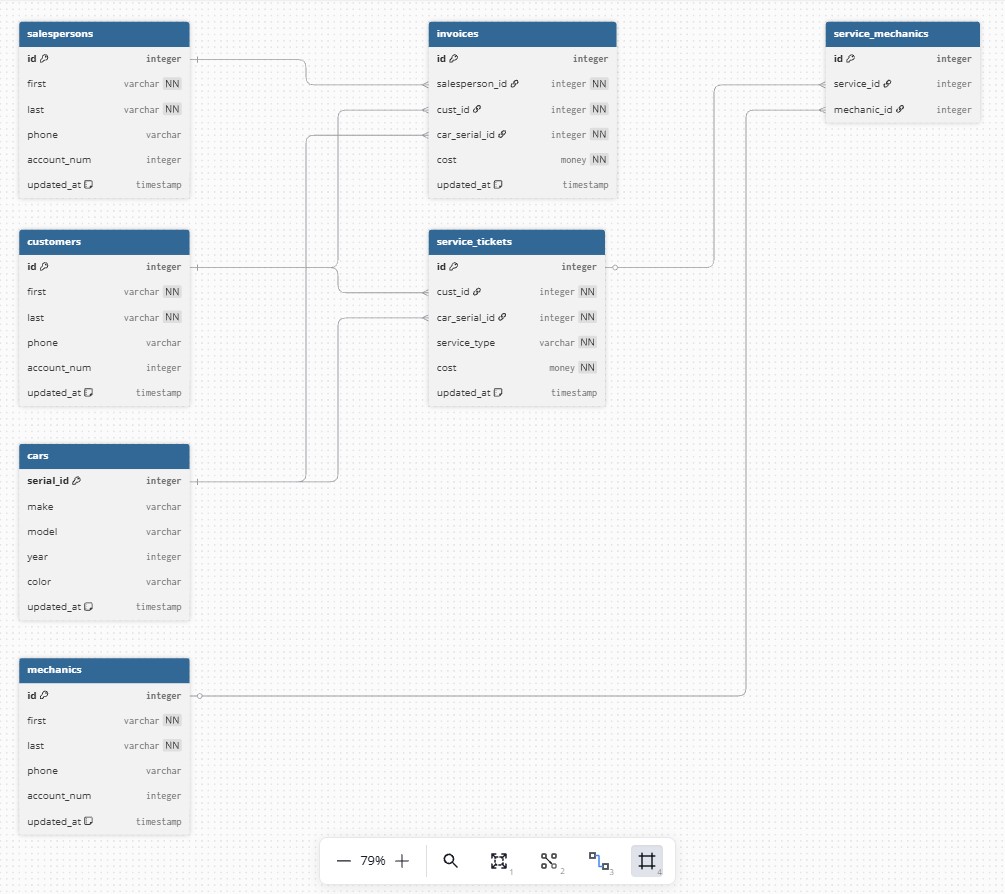 salespersons
id integer
first varchar NN
last varchar NN
phone varchar
account_num integer
updated_at timestamp
invoices
id integer
salesperson_id integer NN
cust_id integer NN
car_serial_id integer NN
cost money NN
updated_at timestamp
service_mechanics
id integer
service_id integer
mechanic_id integer
customers
id integer
first varchar NN
last varchar NN
phone varchar
account_num integer
updated_at timestamp
service_tickets
id integer
cust_id integer NN
car_serial_id integer NN
service_type varchar NN
cost money NN
updated_at timestamp
cars
serial_id integer
make varchar
model varchar
year integer
color varchar
updated_at timestamp
mechanics
id integer
first varchar NN
last varchar NN
phone varchar
account_num integer
updated_at timestamp
79% 1 2 3 4